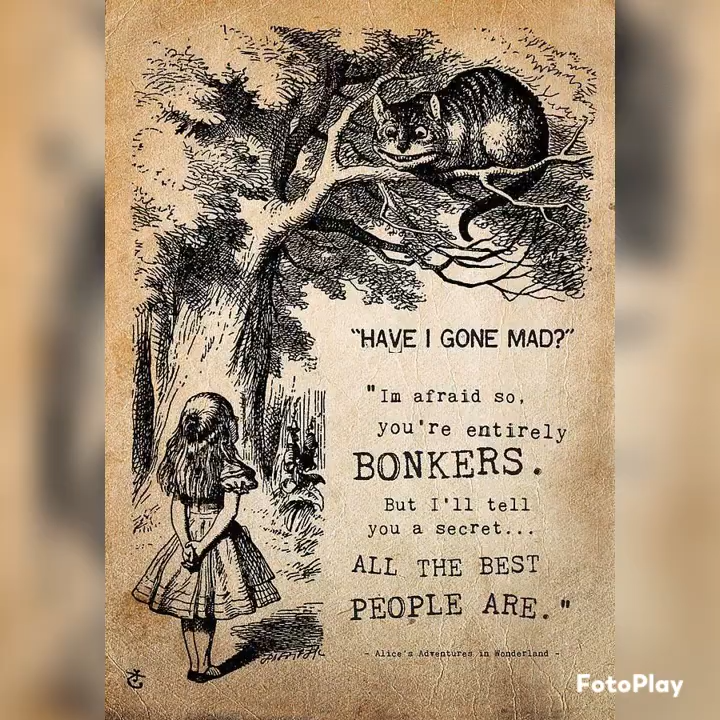 "HAVE I GONE MAD?"
"Im afraid so,
you're entirely
BONKERS.
But I'll tell
you a secret...
ALL THE BEST
PEOPLE ARE."
- Alice's Adventures in Wonderland -
FotoPlay